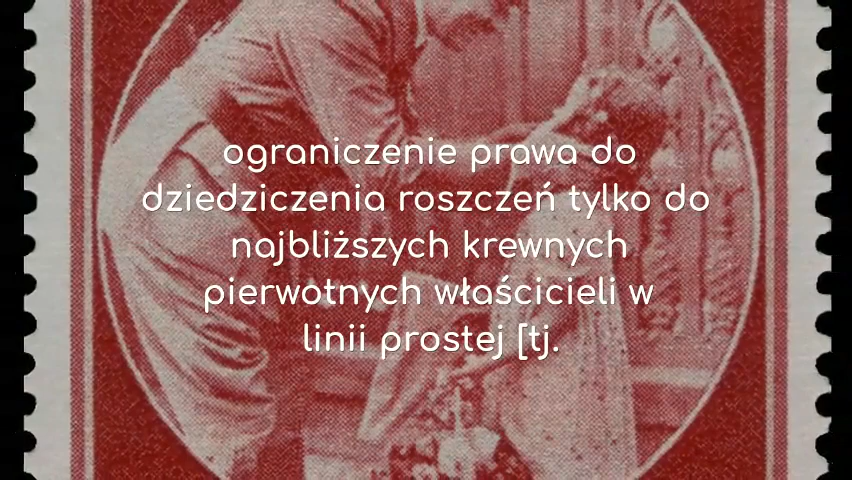 ograniczenie prawa do
dziedziczenia roszczeń tylko do
najbliższych krewnych
pierwotnych właścicieli w
linii prostej [tj.